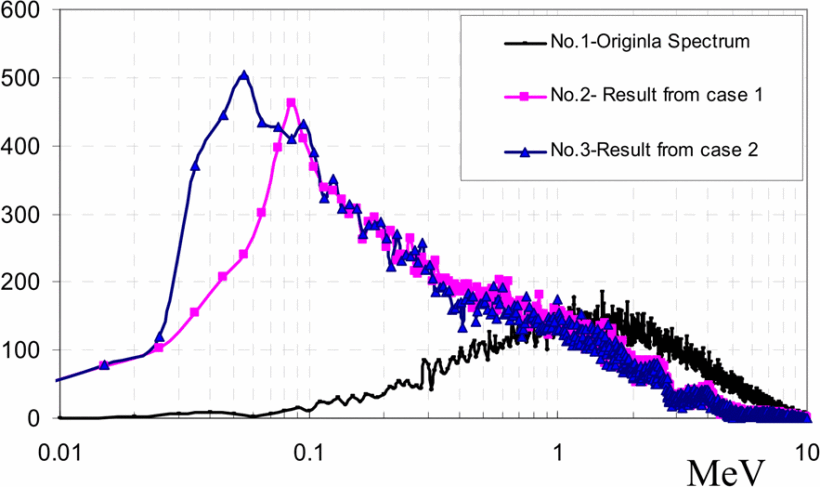 600
500
400
300
200
100
0
0.01 0.1 1 10
MeV
No.1-Originla Spectrum
No.2- Result from case 1
No.3-Result from case 2